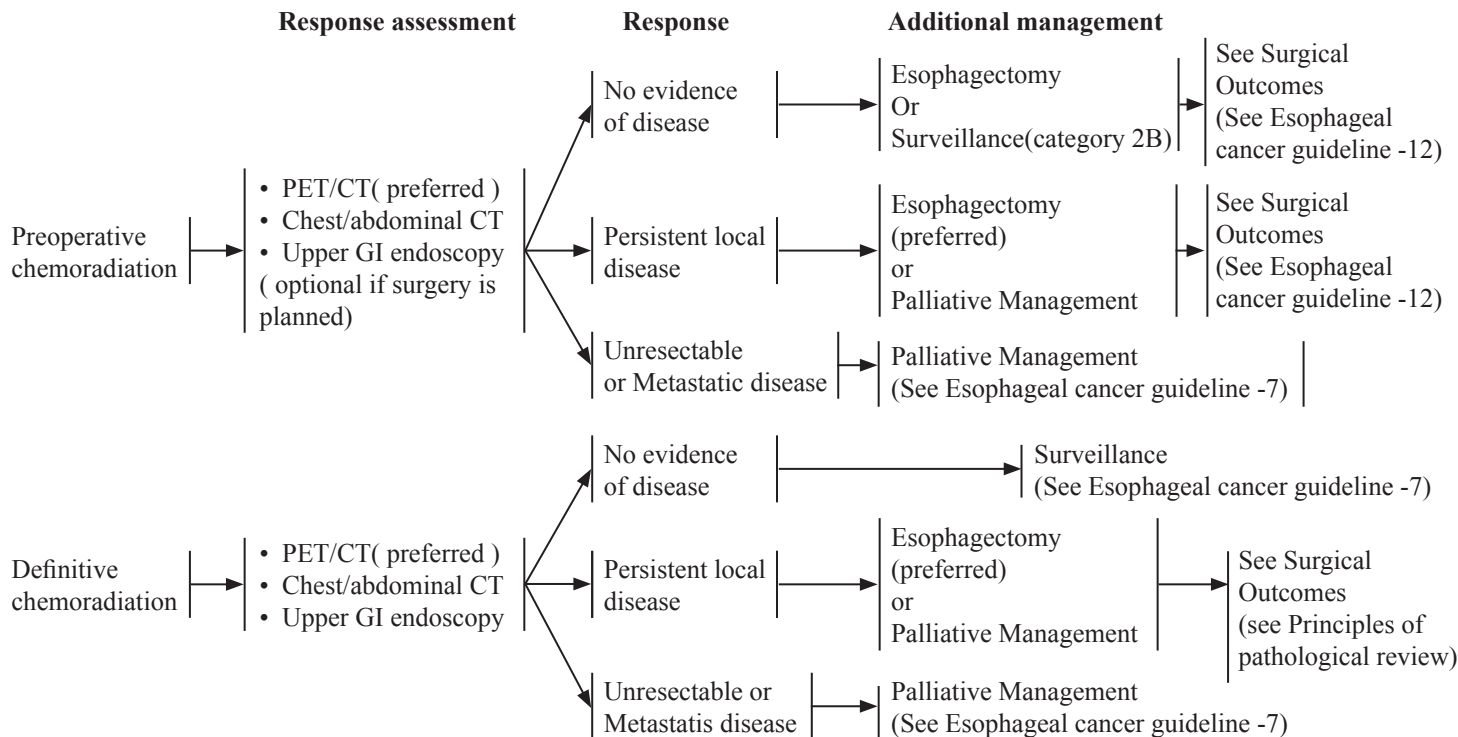 Response assessment
Response
Additional management
Preoperative
chemoradiation
• PET/CT( preferred )
• Chest/abdominal CT
• Upper GI endoscopy
( optional if surgery is
planned)
No evidence
of disease
Esophagectomy
Or
Surveillance(category 2B)
See Surgical
Outcomes
(See Esophageal
cancer guideline -12)
Persistent local
disease
Esophagectomy
(preferred)
or
Palliative Management
See Surgical
Outcomes
(See Esophageal
cancer guideline -12)
Unresectable
or Metastatic disease
Palliative Management
(See Esophageal cancer guideline -7)
Definitive
chemoradiation
• PET/CT( preferred )
• Chest/abdominal CT
• Upper GI endoscopy
No evidence
of disease
Surveillance
(See Esophageal cancer guideline -7)
Persistent local
disease
Esophagectomy
(preferred)
or
Palliative Management
See Surgical
Outcomes
(see Principles of
pathological review)
Unresectable or
Metastatis disease
Palliative Management
(See Esophageal cancer guideline -7)